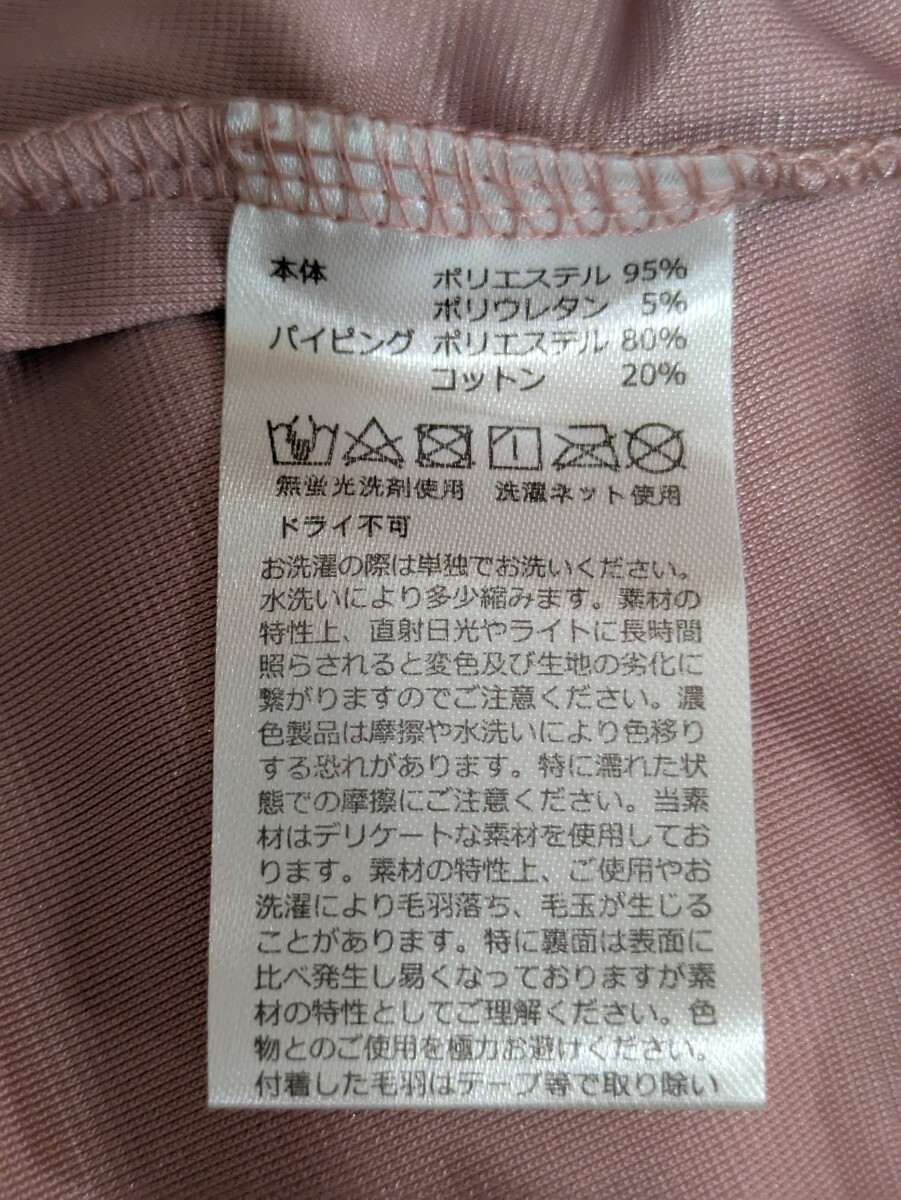 本体 ポリエステル 95%
ポリウレタン 5%
パイピング ポリエステル 80%
コットン 20%
無蛍光洗剤使用 洗濯ネット使用
ドライ不可
お洗濯の際は単独でお洗いください。
水洗いにより多少縮みます。素材の
特性上、直射日光やライトに長時間
照らされると変色及び生地の劣化に
繋がりますのでご注意ください。濃
色製品は摩擦や水洗いにより色移り
する恐れがあります。特に濡れた状
態での摩擦にご注意ください。当素
材はデリケートな素材を使用してお
ります。素材の特性上、ご使用やお
洗濯により毛羽落ち、毛玉が生じる
ことがあります。特に裏面は表面に
比べ発生し易くなっておりますが素
材の特性としてご理解ください。色
物とのご使用を極力お避けください。
付着した毛羽はテープ等で取り除い